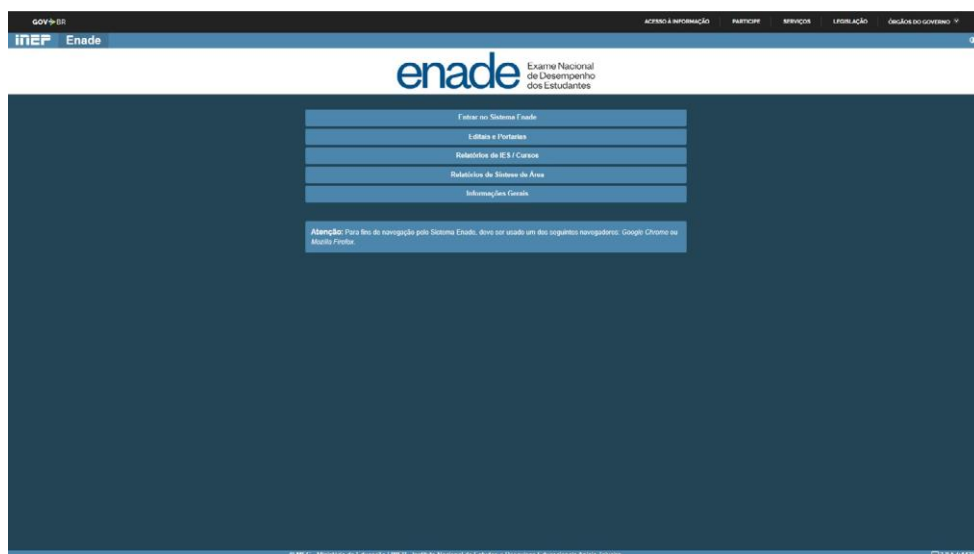 GOV BR
ACESSO À INFORMAÇÃO PARTICIPE SERVIÇOS LEGISLAÇÃO ÓRGÃOS DO GOVERNO
inep Enade
enade Exame Nacional
de Desempenho
dos Estudantes
Entrar no Sistema Enade
Editais e Portarias
Relatórios de IES / Cursos
Relatórios de Síntese de Área
Informações Gerais
Atenção: Para fins de navegação pelo Sistema Enade, deve ser usado um dos seguintes navegadores: Google Chrome ou
Mozilla Firefox.